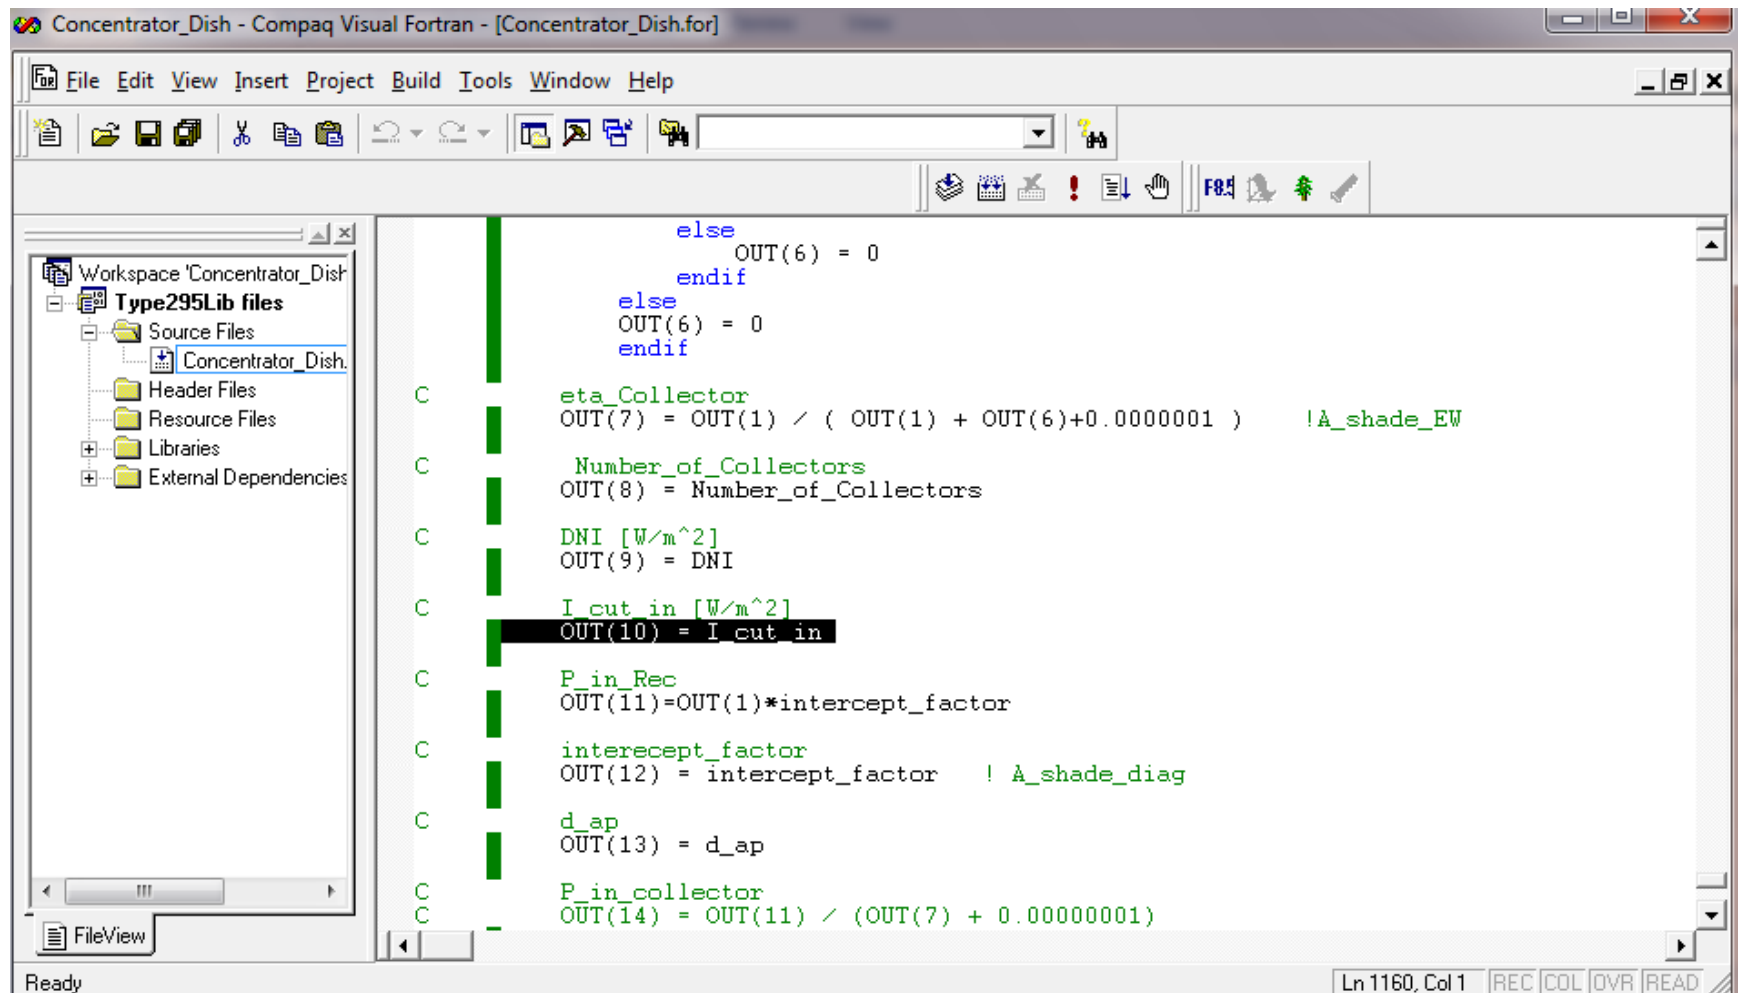 Concentrator_Dish - Compaq Visual Fortran - [Concentrator_Dish.for]
File Edit View Insert Project Build Tools Window Help
Workspace 'Concentrator_Dish
Type295Lib files
Source Files
Concentrator_Dish.
Header Files
Resource Files
Libraries
External Dependencies
FileView
else
OUT(6) = 0
endif
else
OUT(6) = 0
endif
C eta_Collector
OUT(7) = OUT(1) / ( OUT(1) + OUT(6)+0.0000001 ) !A_shade_EW
C Number_of_Collectors
OUT(8) = Number_of_Collectors
C DNI [W/m^2]
OUT(9) = DNI
C I_cut_in [W/m^2]
OUT(10) = I_cut_in
C P_in_Rec
OUT(11)=OUT(1)*intercept_factor
C interecept_factor
OUT(12) = intercept_factor ! A_shade_diag
C d_ap
OUT(13) = d_ap
C P_in_collector
C OUT(14) = OUT(11) / (OUT(7) + 0.00000001)
Ready
Ln 1160, Col 1 REC COL OVR READ